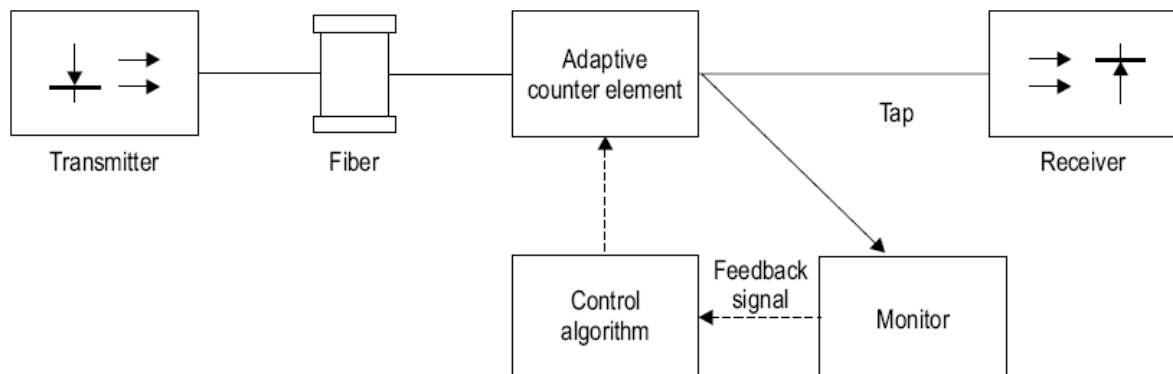 Adaptive
counter element
Tap
Transmitter
Fiber
Receiver
Feedback
signal
Control
algorithm
Monitor